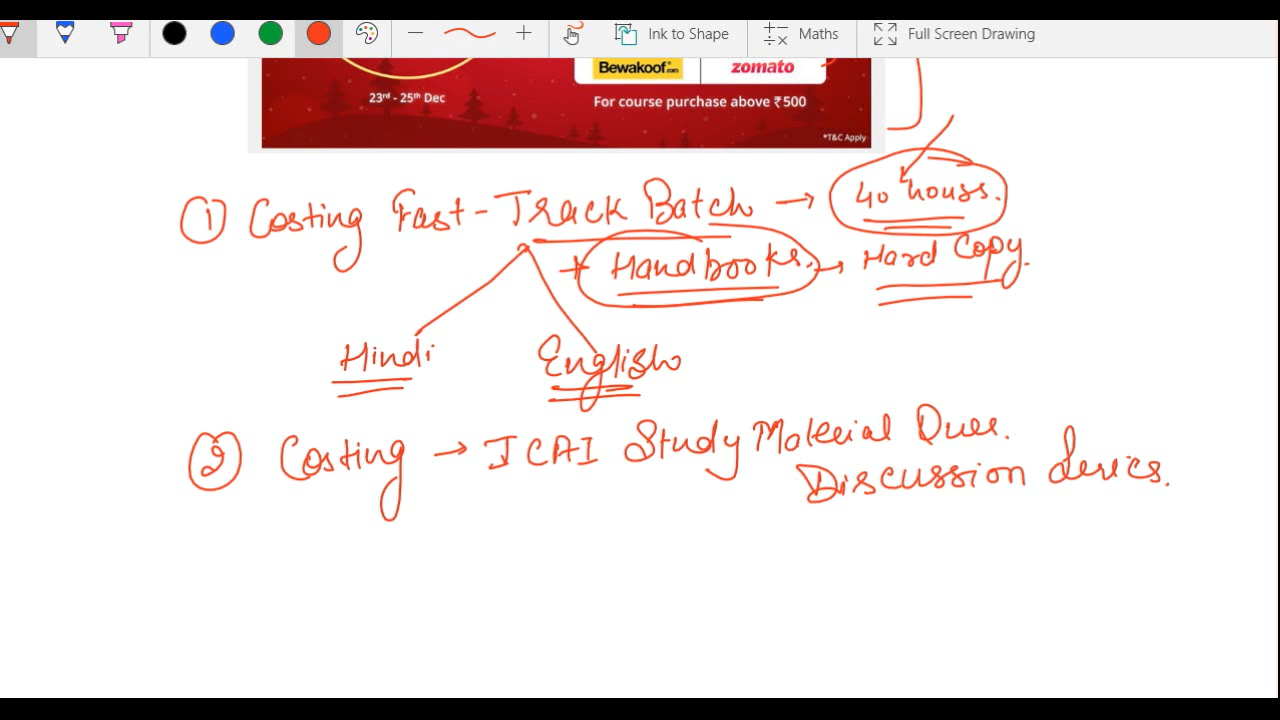 Ink to Shape Maths Full Screen Drawing
Bewakoof.com zomato
23rd - 25th Dec
For course purchase above ₹500
*T&C Apply
① Costing Fast-Track Batch → 40 hours.
+ Handbooks. → Hard Copy.
Hindi English
② Costing → ICAI Study Material Ques.
Discussion Series.